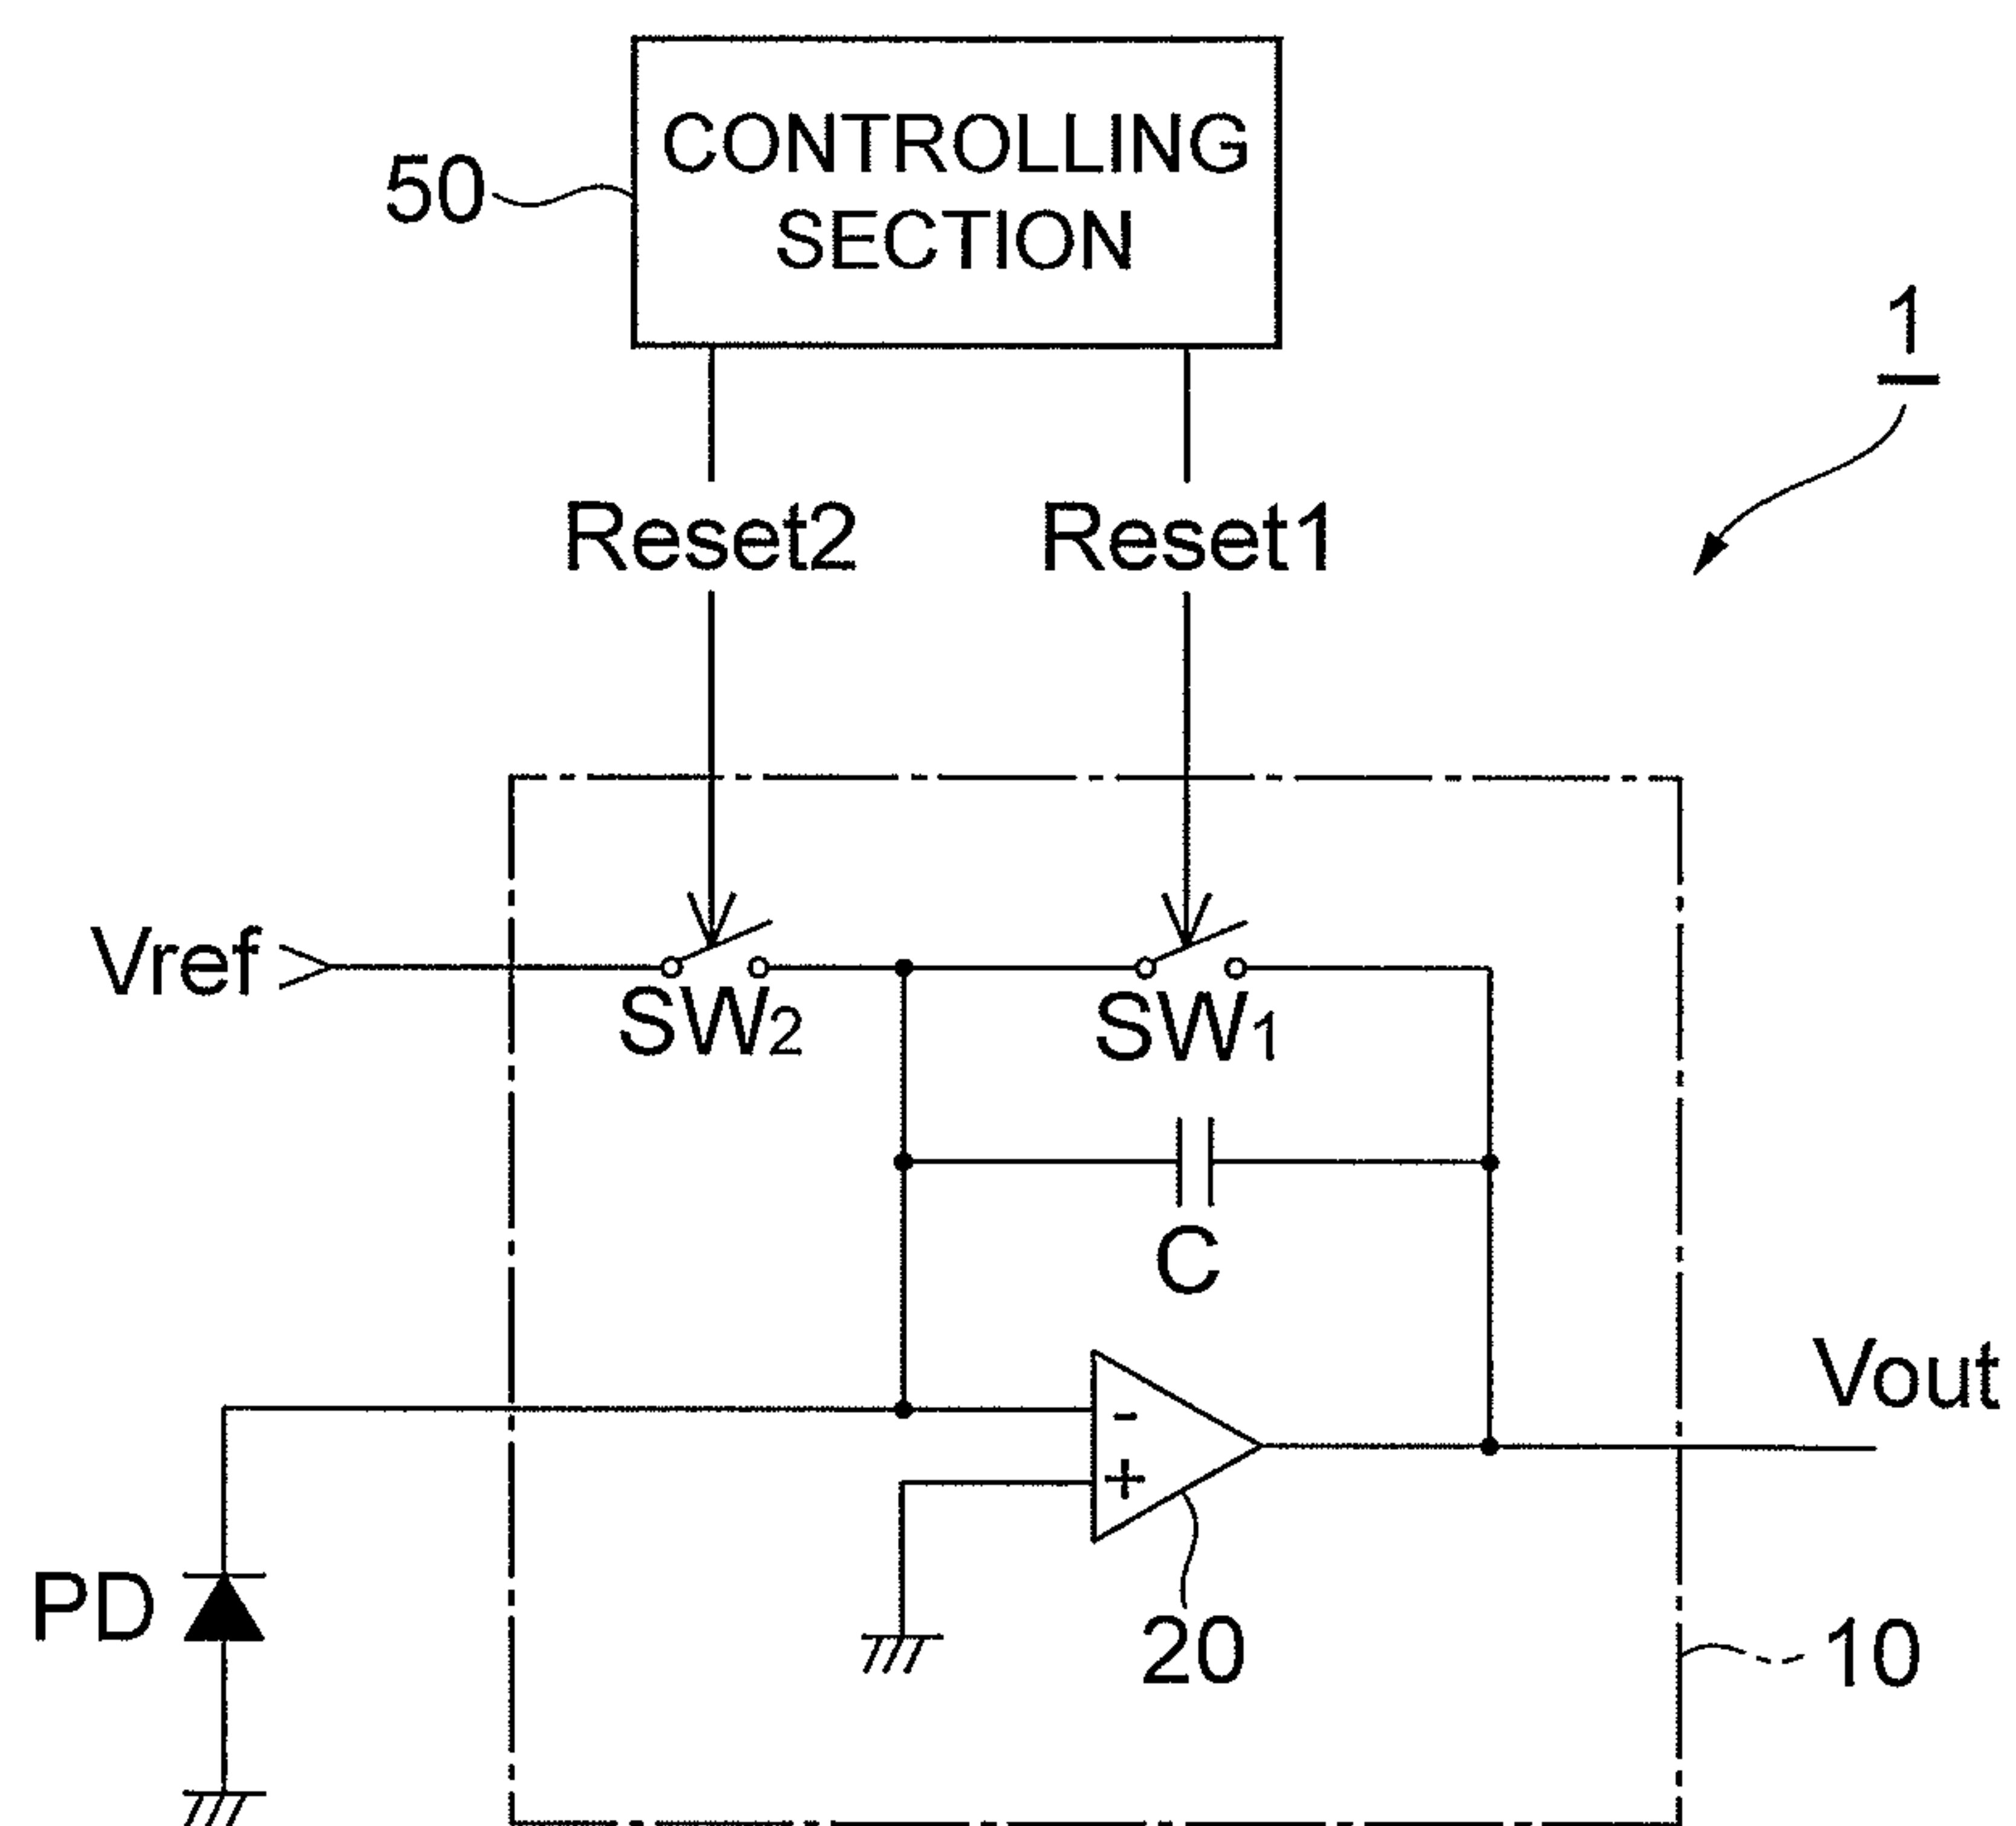 CONTROLLING
SECTION
50
1
Reset2
Reset1
Vref
SW2
SW1
C
Vout
-
+
PD
20
10